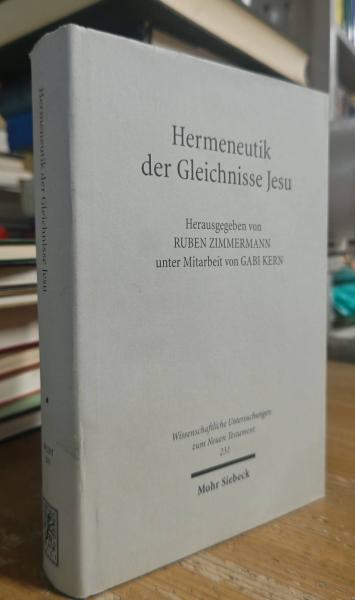 Hermeneutik
der Gleichnisse Jesu
Herausgegeben von
RUBEN ZIMMERMANN
unter Mitarbeit von GABI KERN
Wissenschaftliche Untersuchungen
zum Neuen Testament
231
Mohr Siebeck
Hermeneutik der Gleichnisse Jesu